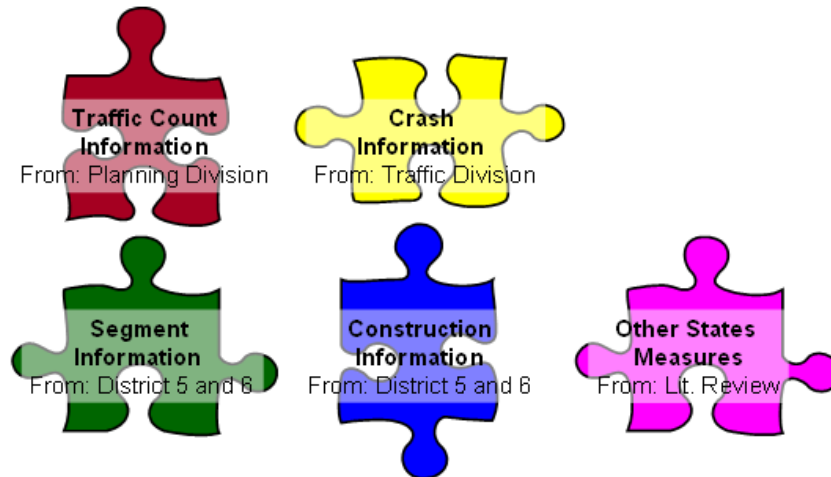 Traffic Count
Information
From: Planning Division
Crash
Information
From: Traffic Division
Segment
Information
From: District 5 and 6
Construction
Information
From: District 5 and 6
Other States
Measures
From: Lit. Review